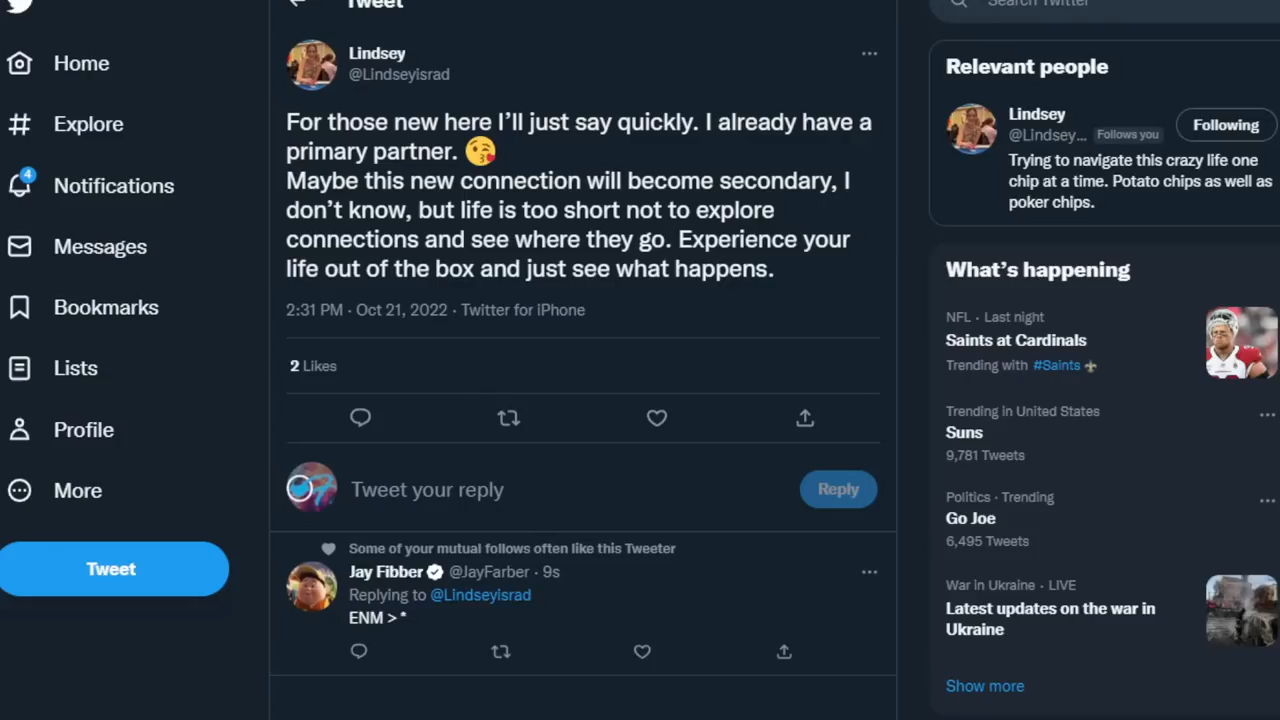 Tweet
Search Twitter
Home
Explore
4
Notifications
Messages
Bookmarks
Lists
Profile
More
Tweet
Lindsey
@Lindseyisrad
For those new here I’ll just say quickly. I already have a
primary partner. 😘
Maybe this new connection will become secondary, I
don’t know, but life is too short not to explore
connections and see where they go. Experience your
life out of the box and just see what happens.
2:31 PM · Oct 21, 2022 · Twitter for iPhone
2 Likes
Tweet your reply
Reply
Some of your mutual follows often like this Tweeter
Jay Fibber @JayFarber · 9s
Replying to @Lindseyisrad
ENM > *
Relevant people
Lindsey
@Lindsey... Follows you
Following
Trying to navigate this crazy life one
chip at a time. Potato chips as well as
poker chips.
What’s happening
NFL · Last night
Saints at Cardinals
Trending with #Saints ⚜
Trending in United States
Suns
9,781 Tweets
Politics · Trending
Go Joe
6,495 Tweets
War in Ukraine · LIVE
Latest updates on the war in
Ukraine
Show more